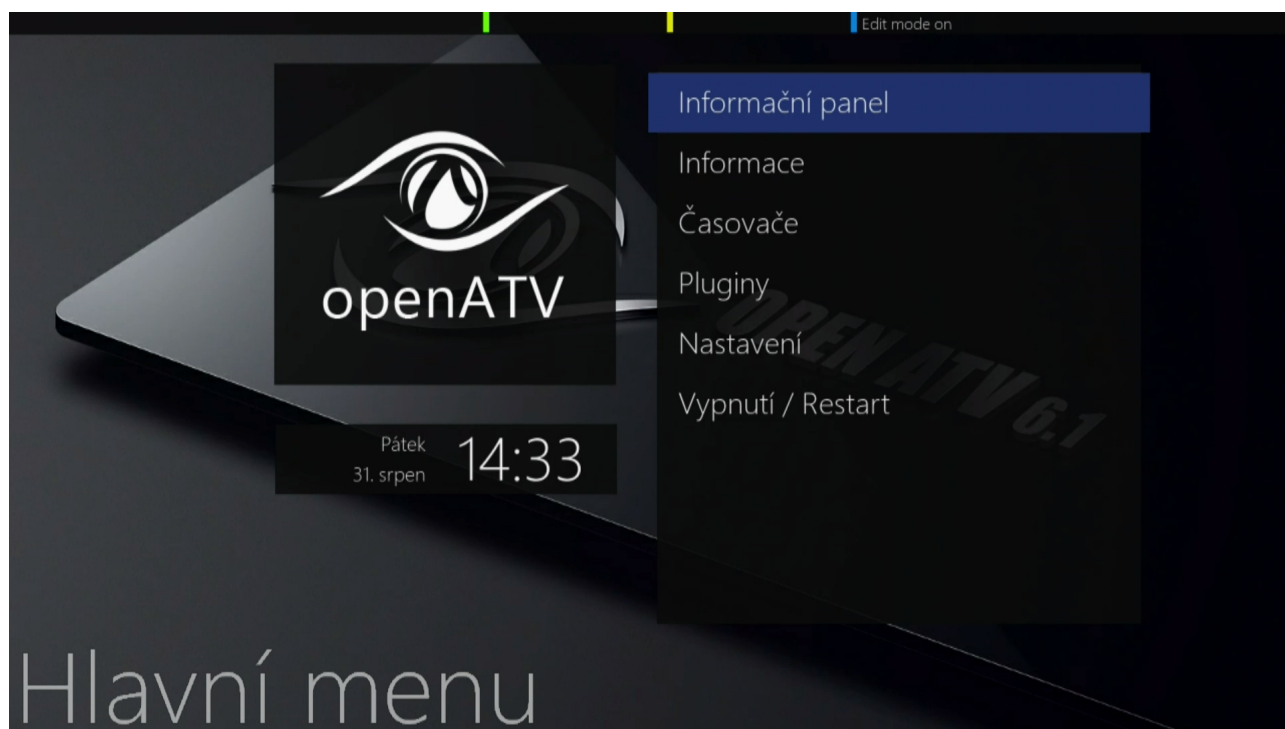 Edit mode on
openATV
Pátek
31. srpen
14:33
Informační panel
Informace
Časovače
Pluginy
Nastavení
Vypnutí / Restart
OPEN ATV 6.1
Hlavní menu